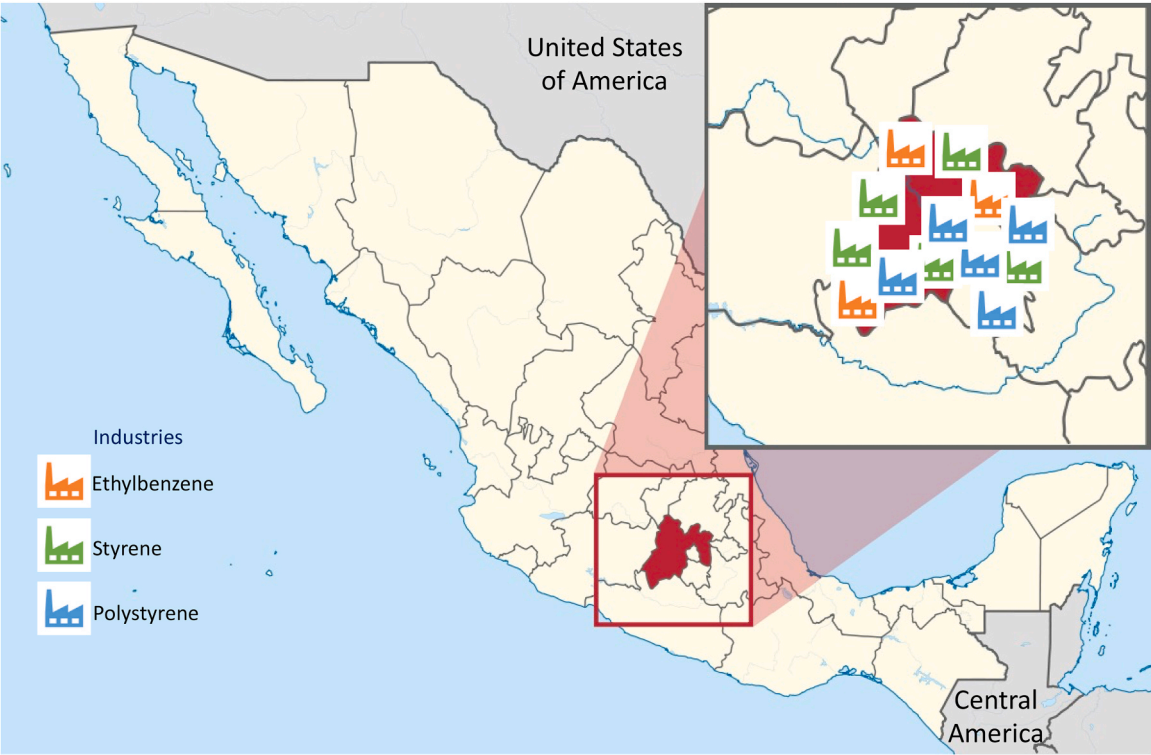 United States
of America
Industries
Ethylbenzene
Styrene
Polystyrene
Central
America